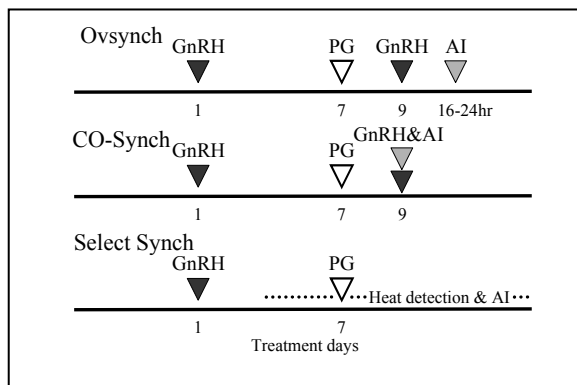 Ovsynch
GnRH PG GnRH AI
1 7 9 16-24hr
CO-Synch
GnRH PG GnRH&AI
1 7 9
Select Synch
GnRH PG
Heat detection & AI
1 7
Treatment days